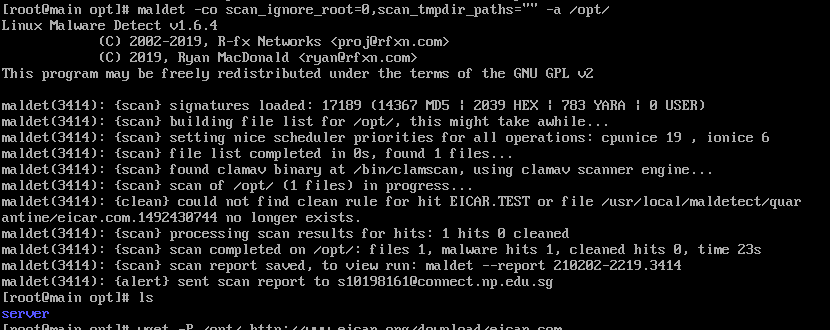 [root@main opt]# maldet -co scan_ignore_root=0,scan_tmpdir_paths="" -a /opt/
Linux Malware Detect v1.6.4
(C) 2002-2019, R-fx Networks <proj@rfxn.com>
(C) 2019, Ryan MacDonald <ryan@rfxn.com>
This program may be freely redistributed under the terms of the GNU GPL v2
maldet(3414): {scan} signatures loaded: 17189 (14367 MD5 | 2039 HEX | 783 YARA | 0 USER)
maldet(3414): {scan} building file list for /opt/, this might take awhile...
maldet(3414): {scan} setting nice scheduler priorities for all operations: cpunice 19 , ionice 6
maldet(3414): {scan} file list completed in 0s, found 1 files...
maldet(3414): {scan} found clamav binary at /bin/clamscan, using clamav scanner engine...
maldet(3414): {scan} scan of /opt/ (1 files) in progress...
maldet(3414): {clean} could not find clean rule for hit EICAR.TEST or file /usr/local/maldetect/quar
antine/eicar.com.1492430744 no longer exists.
maldet(3414): {scan} processing scan results for hits: 1 hits 0 cleaned
maldet(3414): {scan} scan completed on /opt/: files 1, malware hits 1, cleaned hits 0, time 23s
maldet(3414): {scan} scan report saved, to view run: maldet --report 210202-2219.3414
maldet(3414): {alert} sent scan report to s10198161@connect.np.edu.sg
[root@main opt]# ls
server
[root@main opt]# wget -P /opt/ http://www.eicar.org/download/eicar.com